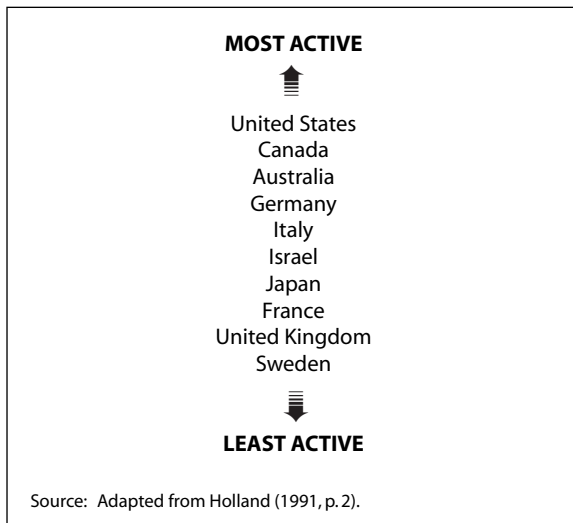 MOST ACTIVE
United States
Canada
Australia
Germany
Italy
Israel
Japan
France
United Kingdom
Sweden
LEAST ACTIVE
Source: Adapted from Holland (1991, p. 2).